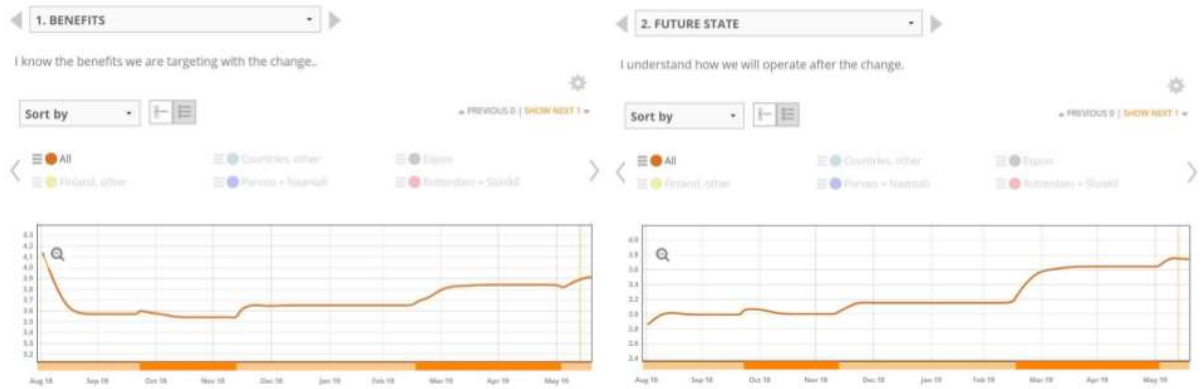 1. BENEFITS
I know the benefits we are targeting with the change..
Sort by
PREVIOUS 0 | SHOW NEXT 1
All
Countries, other
Espoo
Finland, other
Porvoo + Naantali
Rotterdam + Sluiskil
4.3
4.2
4.1
4.0
3.9
3.8
3.7
3.6
3.5
3.4
3.3
3.2
Aug 18 Sep 18 Oct 18 Nov 18 Dec 18 Jan 19 Feb 19 Mar 19 Apr 19 May 19
2. FUTURE STATE
I understand how we will operate after the change.
Sort by
PREVIOUS 0 | SHOW NEXT 1
All
Countries, other
Espoo
Finland, other
Porvoo + Naantali
Rotterdam + Sluiskil
4.0
3.8
3.6
3.4
3.2
3.0
2.8
2.6
2.4
Aug 18 Sep 18 Oct 18 Nov 18 Dec 18 Jan 19 Feb 19 Mar 19 Apr 19 May 19